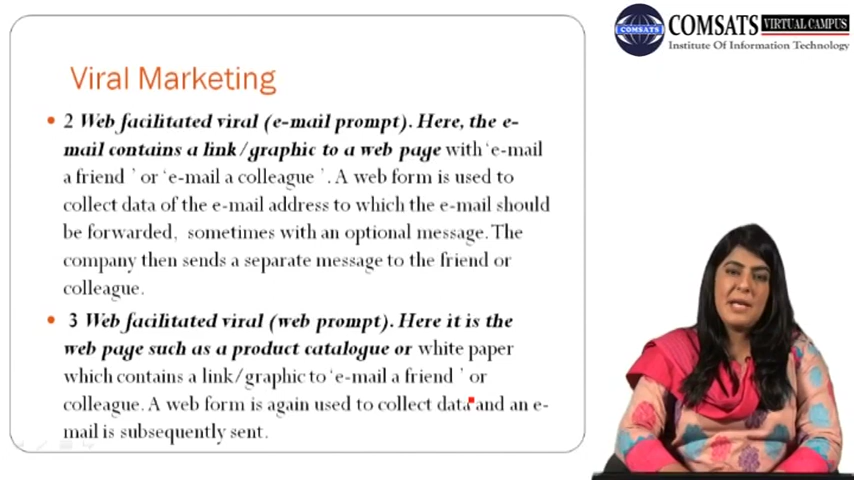 COMSATS VIRTUAL CAMPUS
COMSATS
Institute Of Information Technology
Viral Marketing
• 2 Web facilitated viral (e-mail prompt). Here, the e-
mail contains a link/graphic to a web page with ‘e-mail
a friend ’ or ‘e-mail a colleague ’. A web form is used to
collect data of the e-mail address to which the e-mail should
be forwarded, sometimes with an optional message. The
company then sends a separate message to the friend or
colleague.
• 3 Web facilitated viral (web prompt). Here it is the
web page such as a product catalogue or white paper
which contains a link/graphic to ‘e-mail a friend ’ or
colleague. A web form is again used to collect data and an e-
mail is subsequently sent.